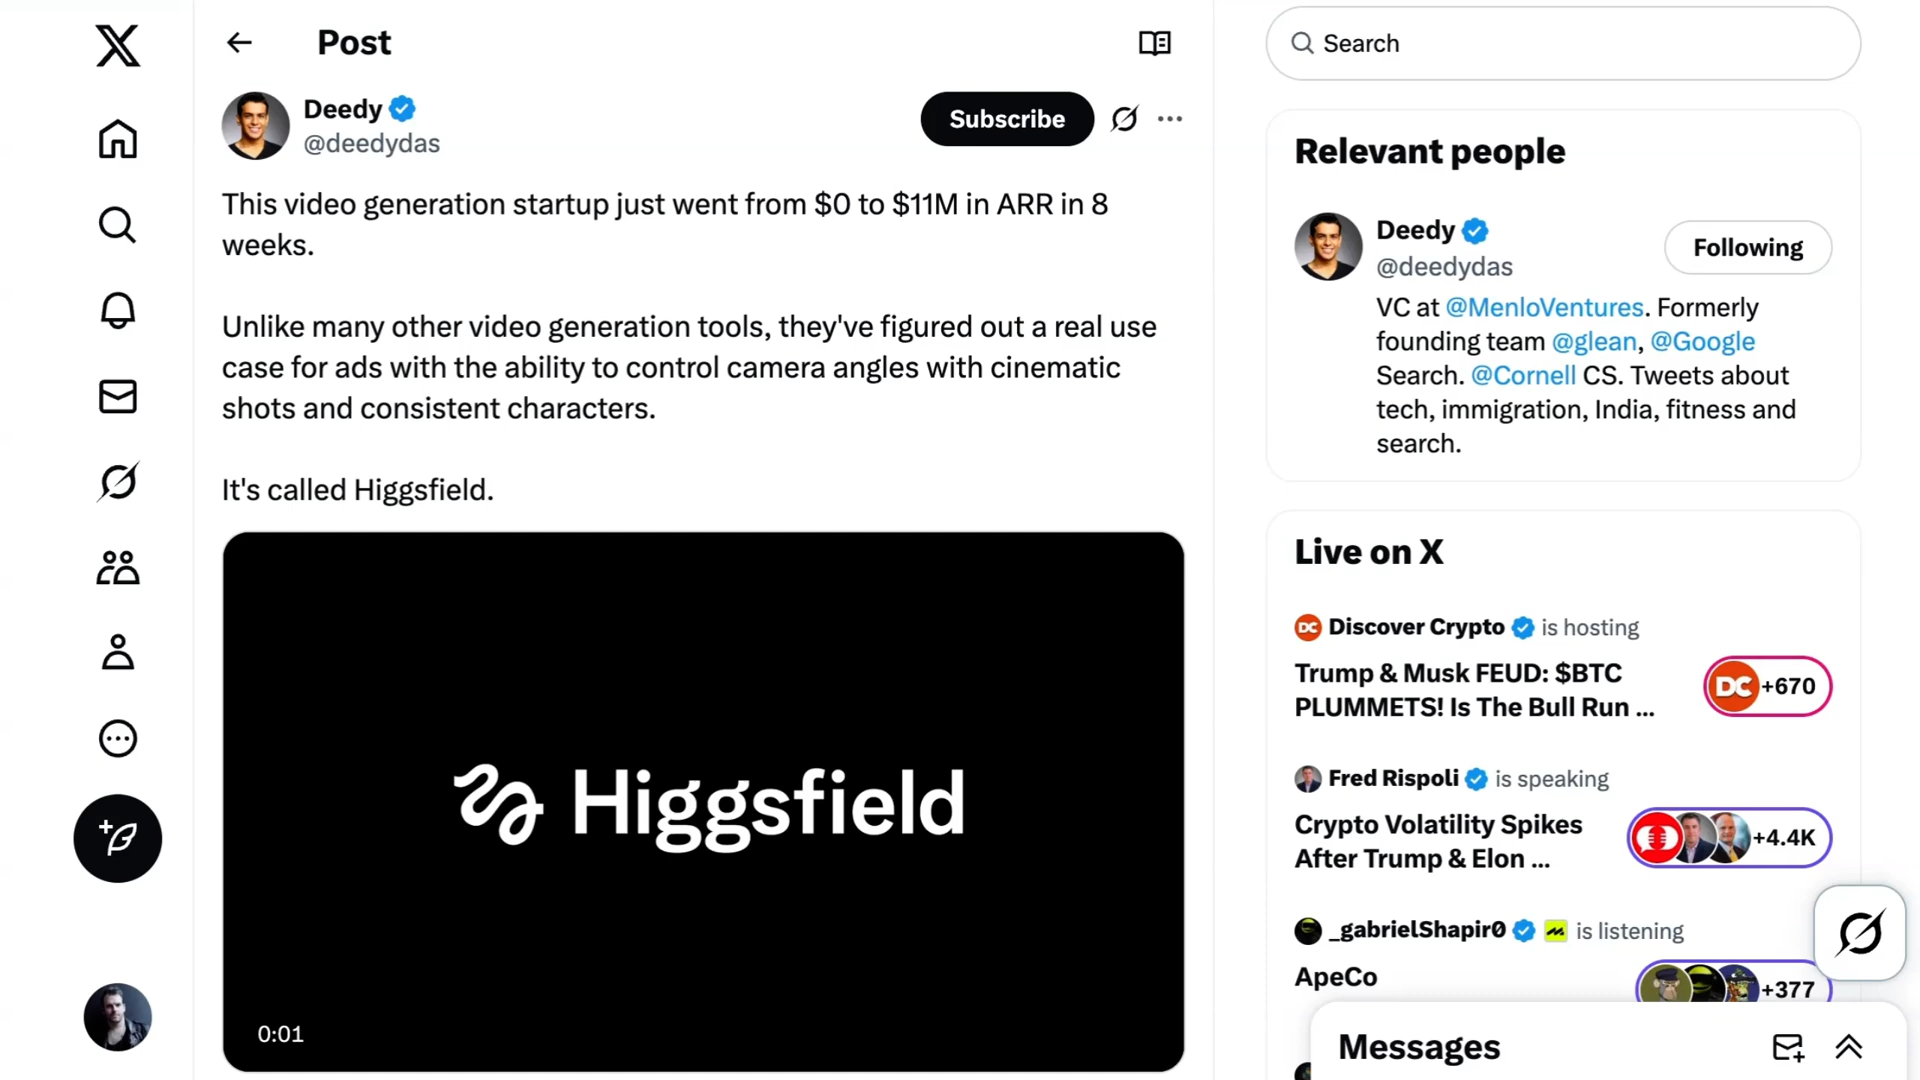 Post
Deedy
@deedydas
Subscribe
This video generation startup just went from $0 to $11M in ARR in 8
weeks.
Unlike many other video generation tools, they've figured out a real use
case for ads with the ability to control camera angles with cinematic
shots and consistent characters.
It's called Higgsfield.
Higgsfield
0:01
Search
Relevant people
Deedy
@deedydas
Following
VC at @MenloVentures. Formerly
founding team @glean, @Google
Search. @Cornell CS. Tweets about
tech, immigration, India, fitness and
search.
Live on X
DC Discover Crypto is hosting
Trump & Musk FEUD: $BTC
PLUMMETS! Is The Bull Run ...
DC +670
Fred Rispoli is speaking
Crypto Volatility Spikes
After Trump & Elon ...
+4.4K
_gabrielShapir0 is listening
ApeCo
+377
Messages